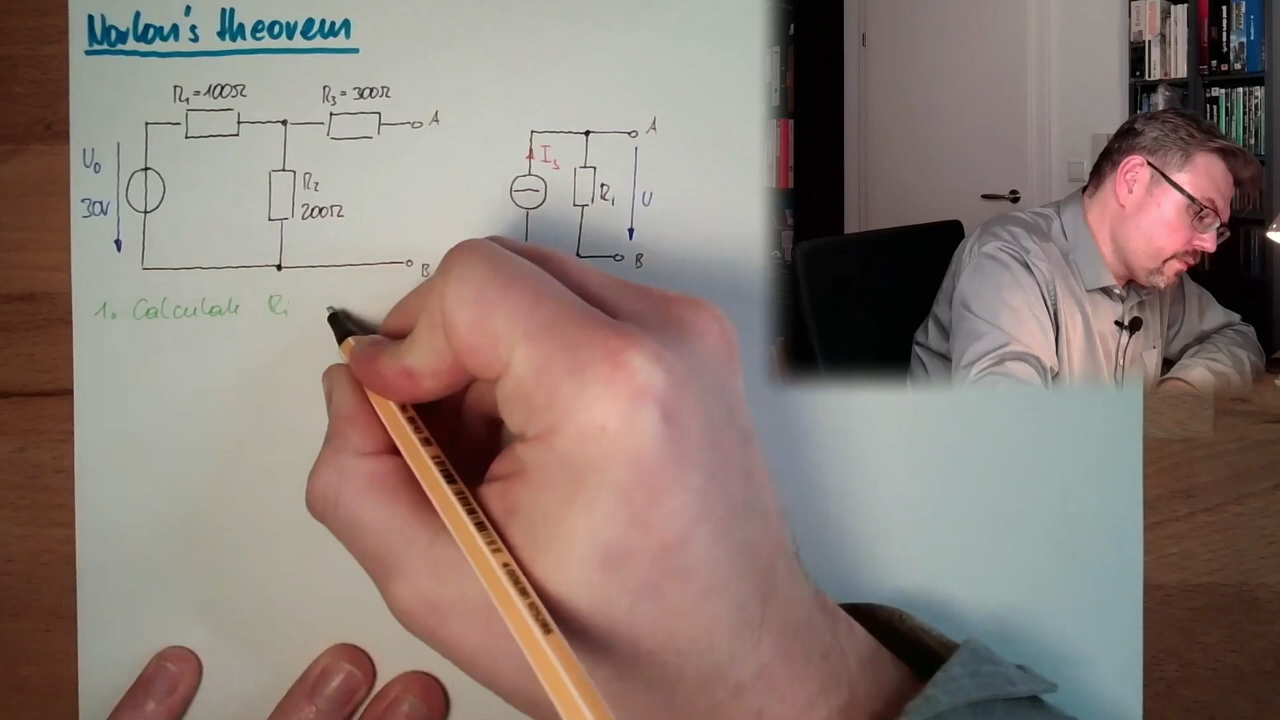 Norton's theorem
R₁=100Ω
R₃=300Ω
A
U₀
30V
R₂
200Ω
B
Iₛ
A
Rᵢ
U
B
1. Calculate Rᵢ